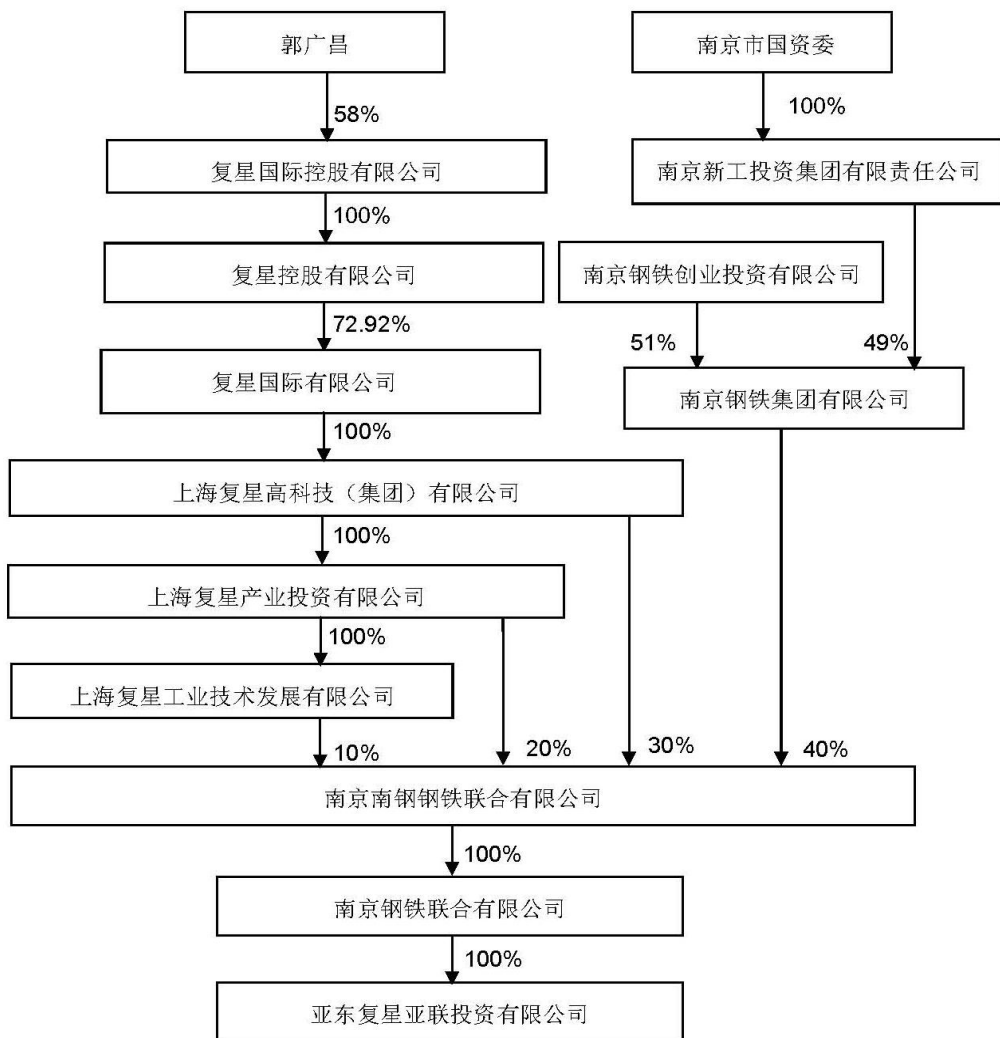 郭广昌
南京市国资委
58%
100%
复星国际控股有限公司
南京新工投资集团有限责任公司
100%
复星控股有限公司
南京钢铁创业投资有限公司
72.92%
51%
49%
复星国际有限公司
南京钢铁集团有限公司
100%
上海复星高科技（集团）有限公司
100%
上海复星产业投资有限公司
100%
上海复星工业技术发展有限公司
10%
20%
30%
40%
南京南钢钢铁联合有限公司
100%
南京钢铁联合有限公司
100%
亚东复星亚联投资有限公司